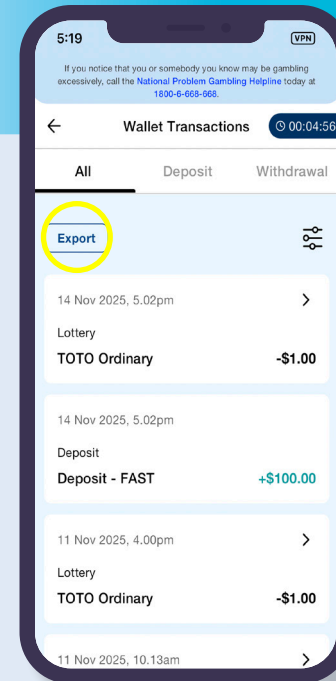 5:19
VPN
If you notice that you or somebody you know may be gambling
excessively, call the National Problem Gambling Helpline today at
1800-6-668-668.
Wallet Transactions
00:04:56
All Deposit Withdrawal
Export
14 Nov 2025, 5.02pm
Lottery
TOTO Ordinary -$1.00
14 Nov 2025, 5.02pm
Deposit
Deposit - FAST +$100.00
11 Nov 2025, 4.00pm
Lottery
TOTO Ordinary -$1.00
11 Nov 2025, 10.13am